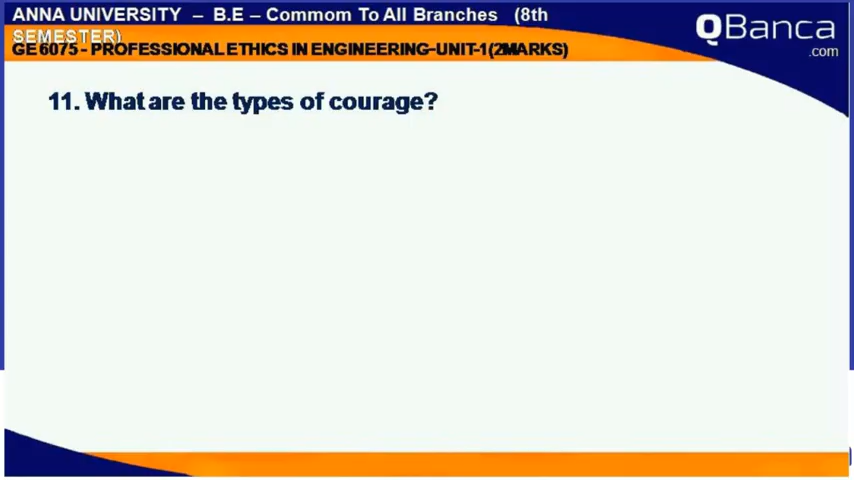 ANNA UNIVERSITY – B.E – Commom To All Branches (8th
SEMESTER)
GE 6075 - PROFESSIONAL ETHICS IN ENGINEERING-UNIT-1(2MARKS)
QBanca
.com
11. What are the types of courage?